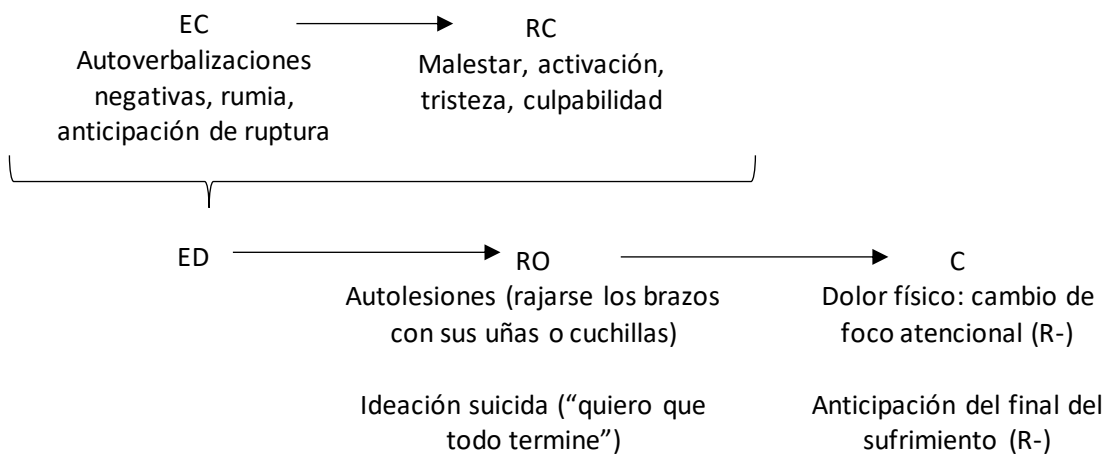 EC
RC
Autoverbalizaciones
negativas, rumia,
anticipación de ruptura
Malestar, activación,
tristeza, culpabilidad
ED
RO
C
Autolesiones (rajarse los brazos
con sus uñas o cuchillas)
Dolor físico: cambio de
foco atencional (R-)
Ideación suicida (“quiero que
todo termine”)
Anticipación del final del
sufrimiento (R-)